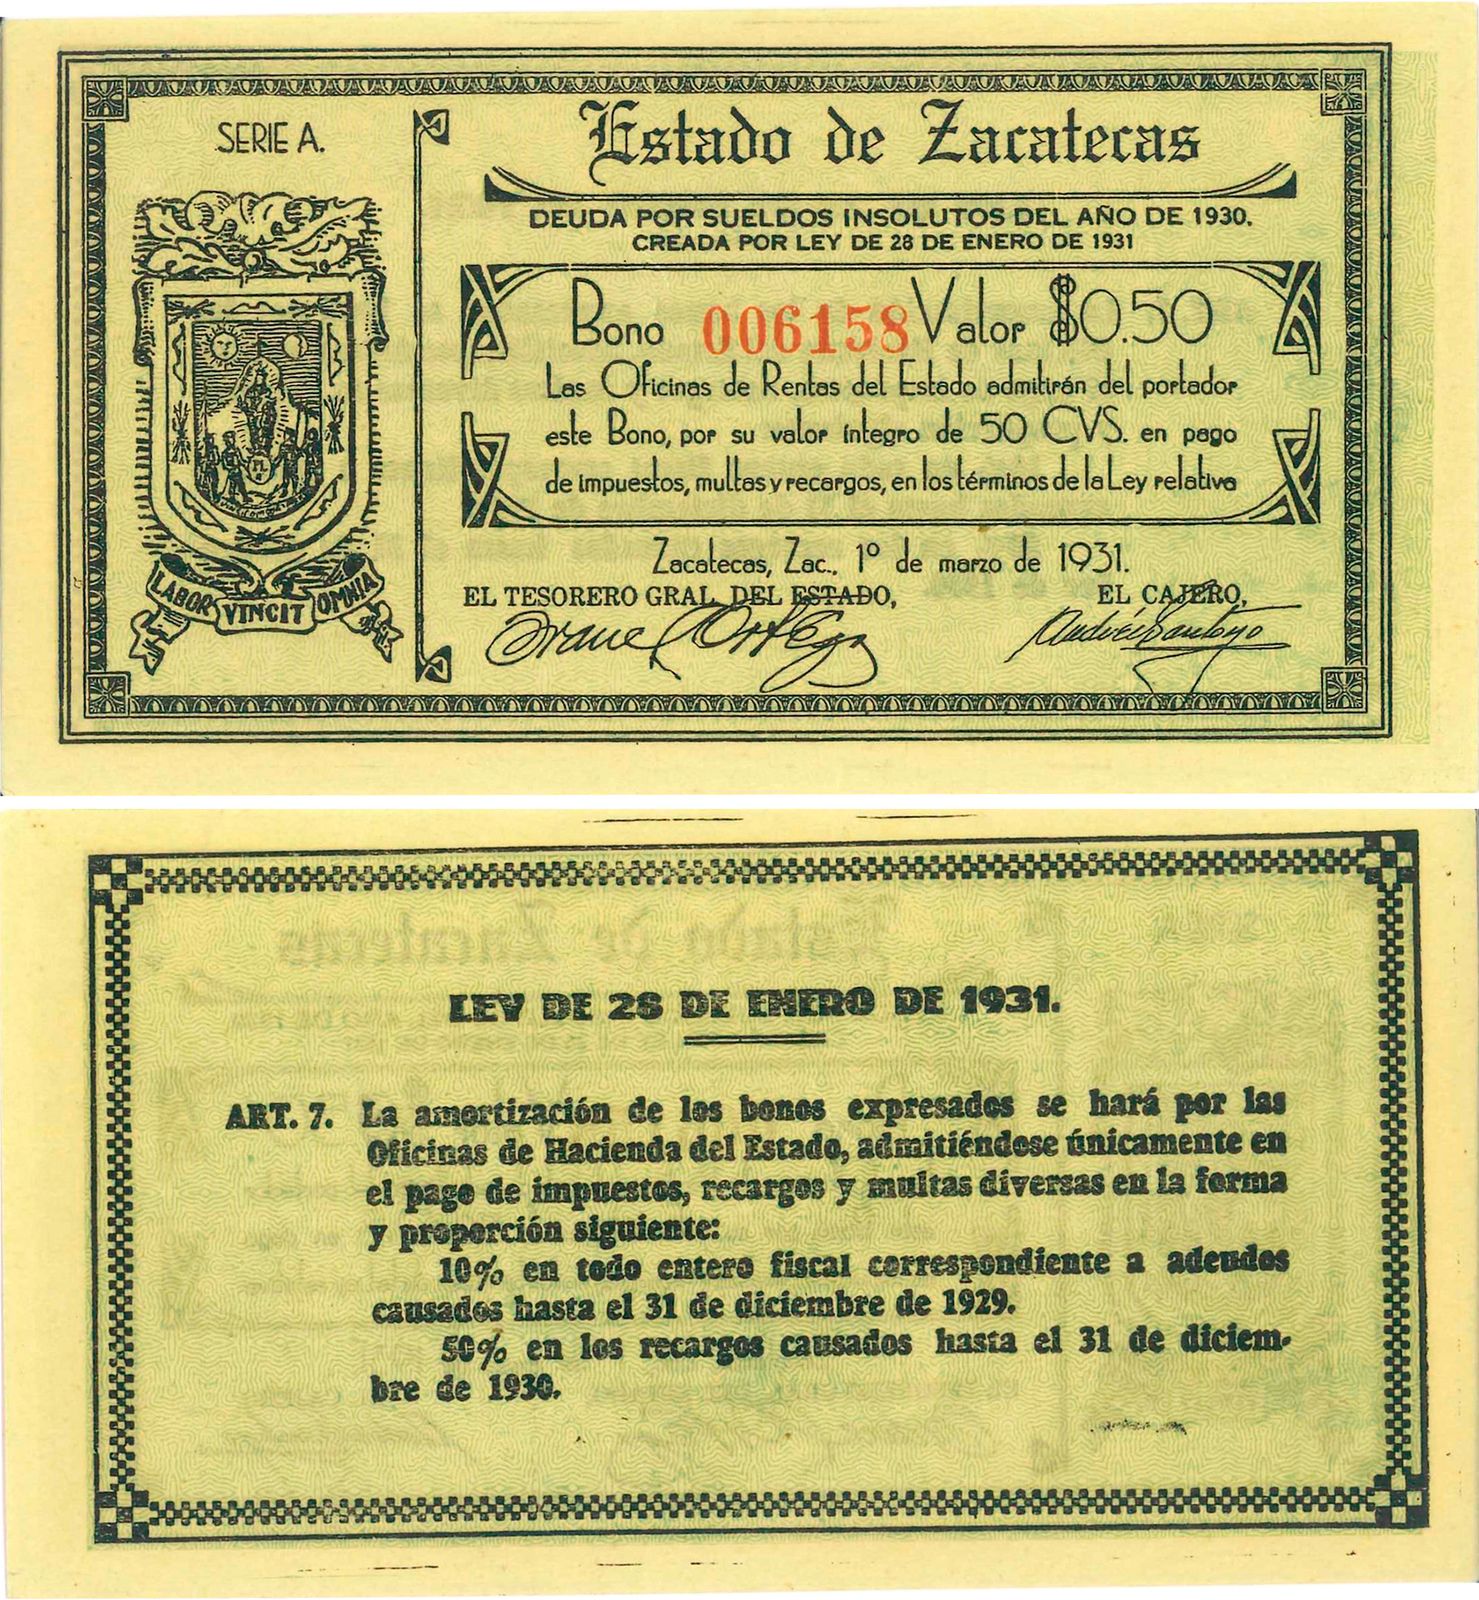 SERIE A.
LABOR VINCIT OMNIA
Estado de Zacatecas
DEUDA POR SUELDOS INSOLUTOS DEL AÑO DE 1930.
CREADA POR LEY DE 28 DE ENERO DE 1931
Bono 006158 Valor $0.50
Las Oficinas de Rentas del Estado admitirán del portador
este Bono, por su valor íntegro de 50 CVS. en pago
de impuestos, multas y recargos, en los términos de la Ley relativa
Zacatecas, Zac., 1º de marzo de 1931.
EL TESORERO GRAL. DEL ESTADO, EL CAJERO,
LEY DE 28 DE ENERO DE 1931.
ART. 7. La amortización de los bonos expresados se hará por las
Oficinas de Hacienda del Estado, admitiéndose únicamente en
el pago de impuestos, recargos y multas diversas en la forma
y proporción siguiente:
10% en todo entero fiscal correspondiente a adeudos
causados hasta el 31 de diciembre de 1929.
50% en los recargos causados hasta el 31 de diciem-
bre de 1930.